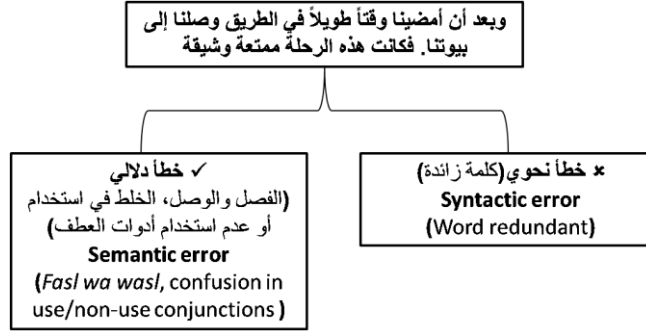 وبعد أن أمضينا وقتاً طويلاً في الطريق وصلنا إلى
بيوتنا. فكانت هذه الرحلة ممتعة وشيقة
✓ خطأ دلالي
(الفصل والوصل، الخلط في استخدام
أو عدم استخدام أدوات العطف)
Semantic error
(Fasl wa wasl, confusion in
use/non-use conjunctions )
× خطأ نحوي(كلمة زائدة)
Syntactic error
(Word redundant)